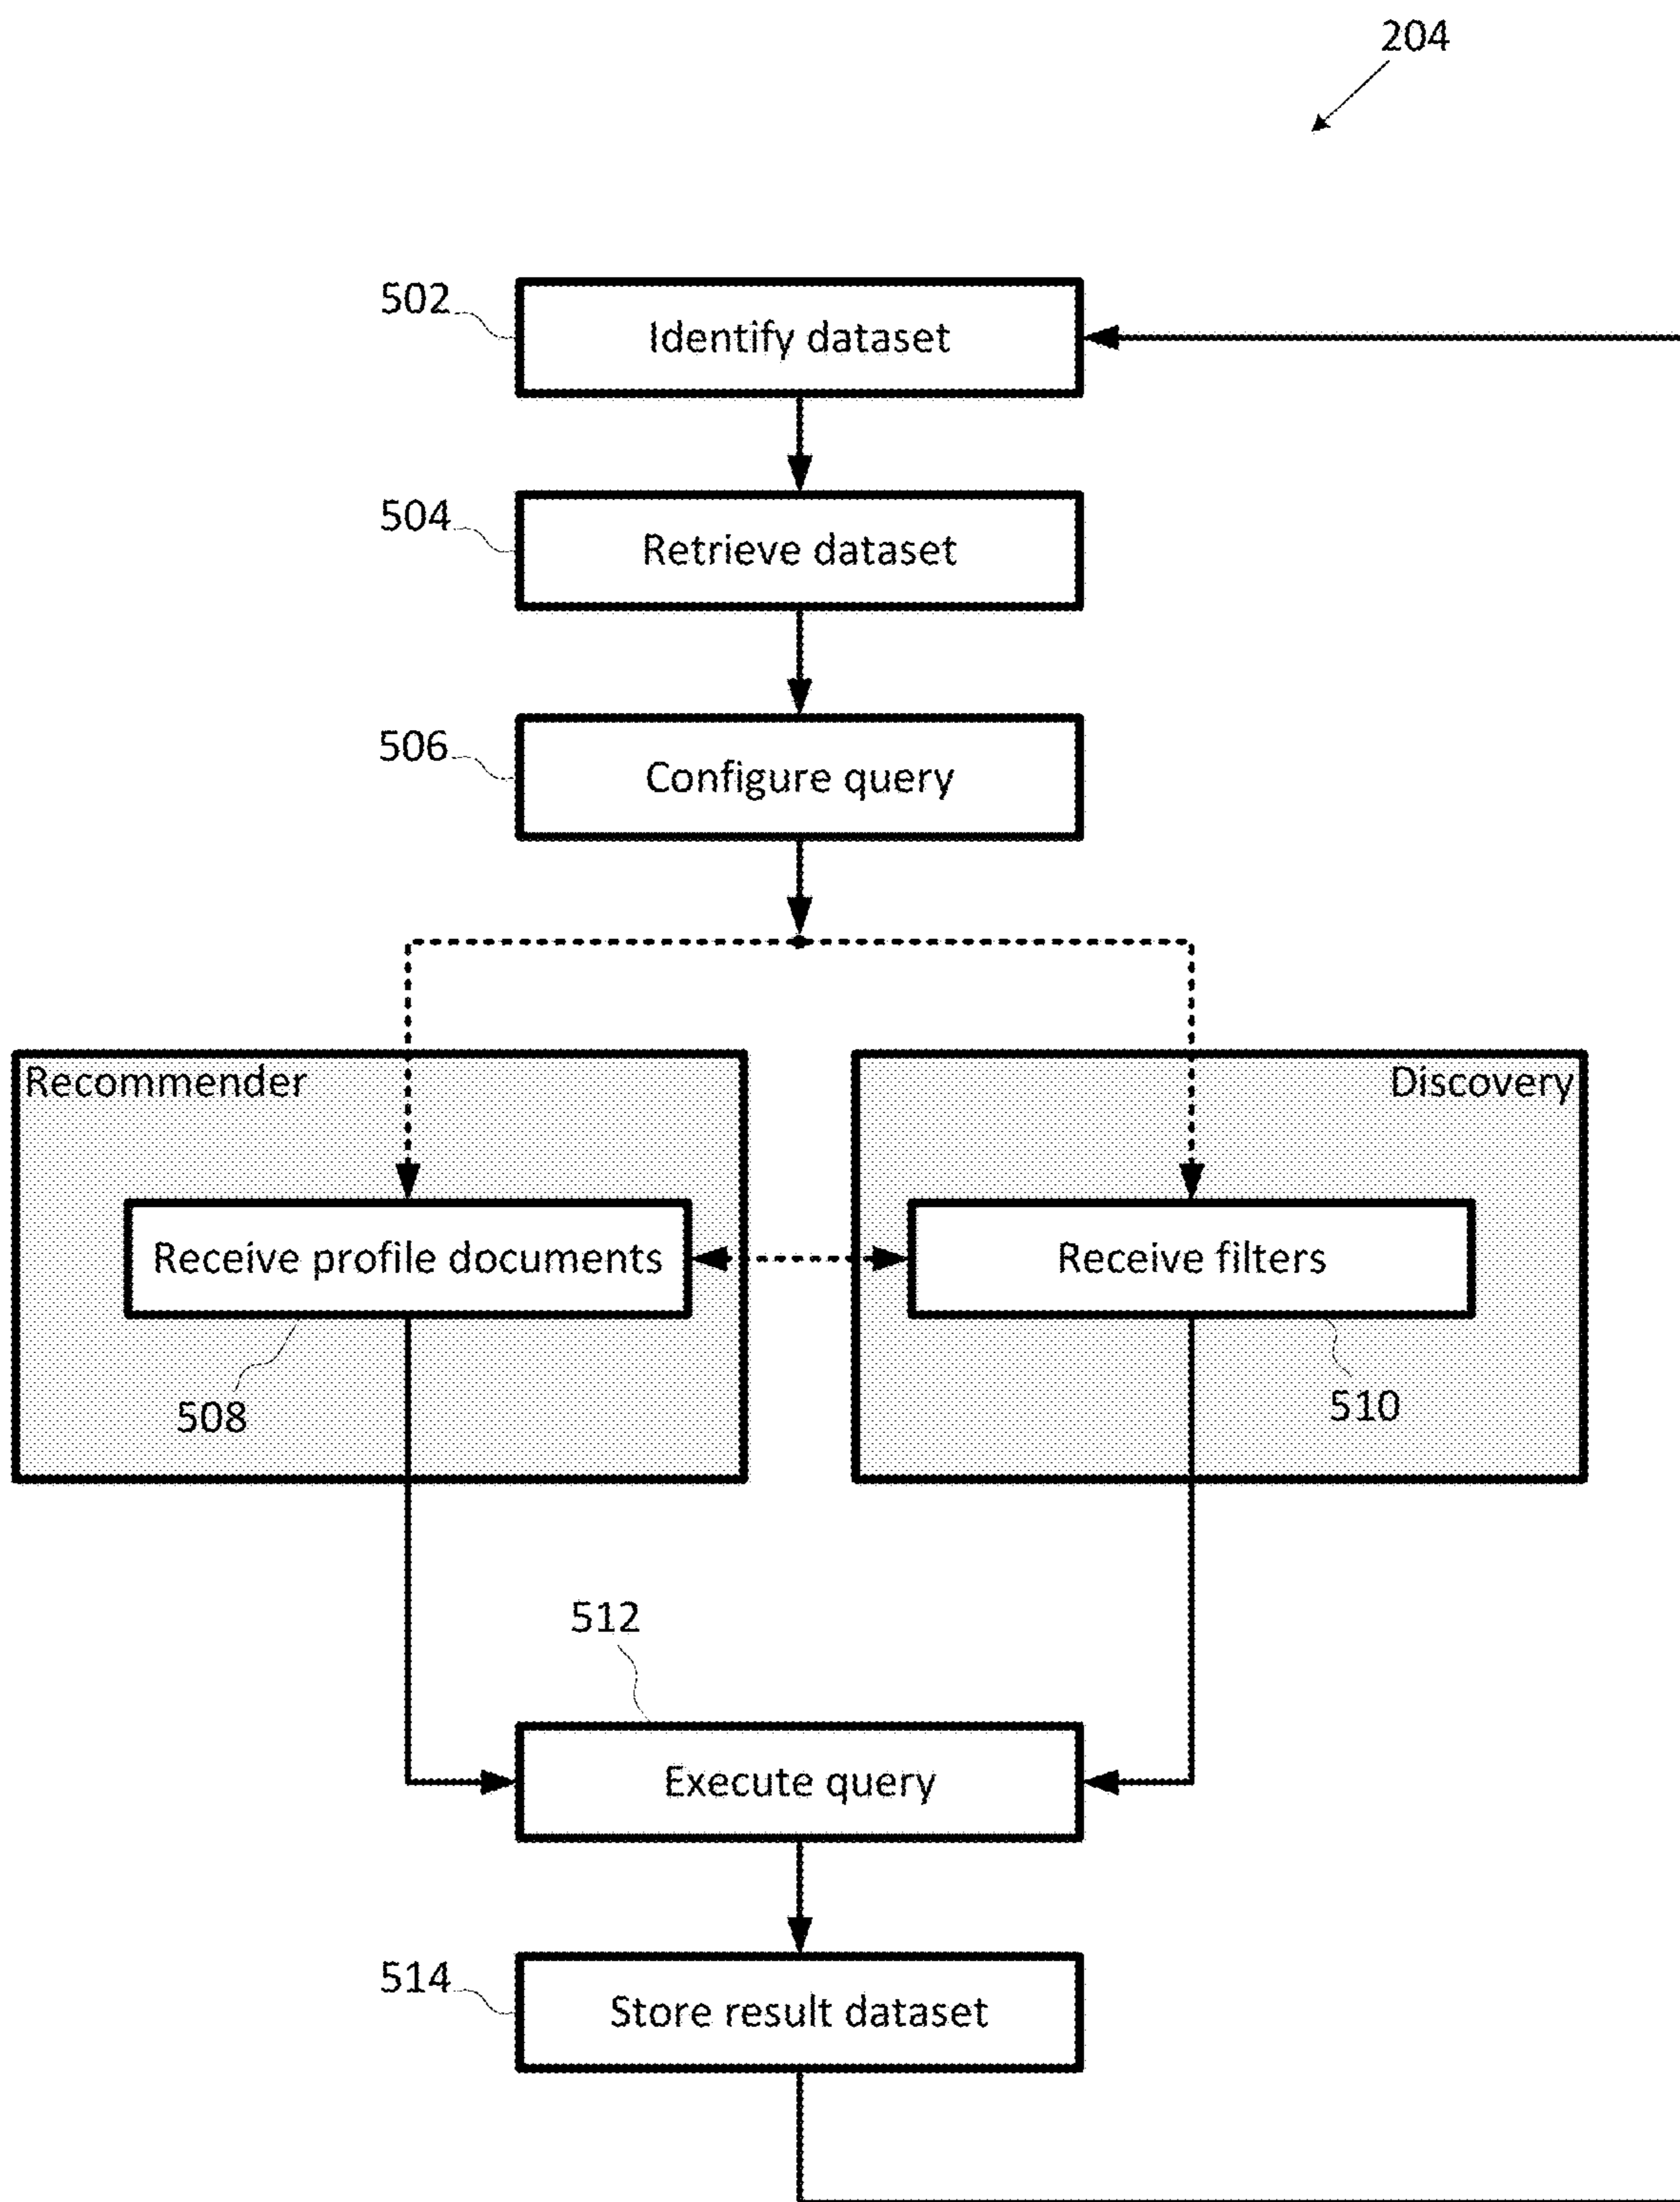 204
502
Identify dataset
504
Retrieve dataset
506
Configure query
Recommender
Discovery
Receive profile documents
Receive filters
508
510
512
Execute query
514
Store result dataset